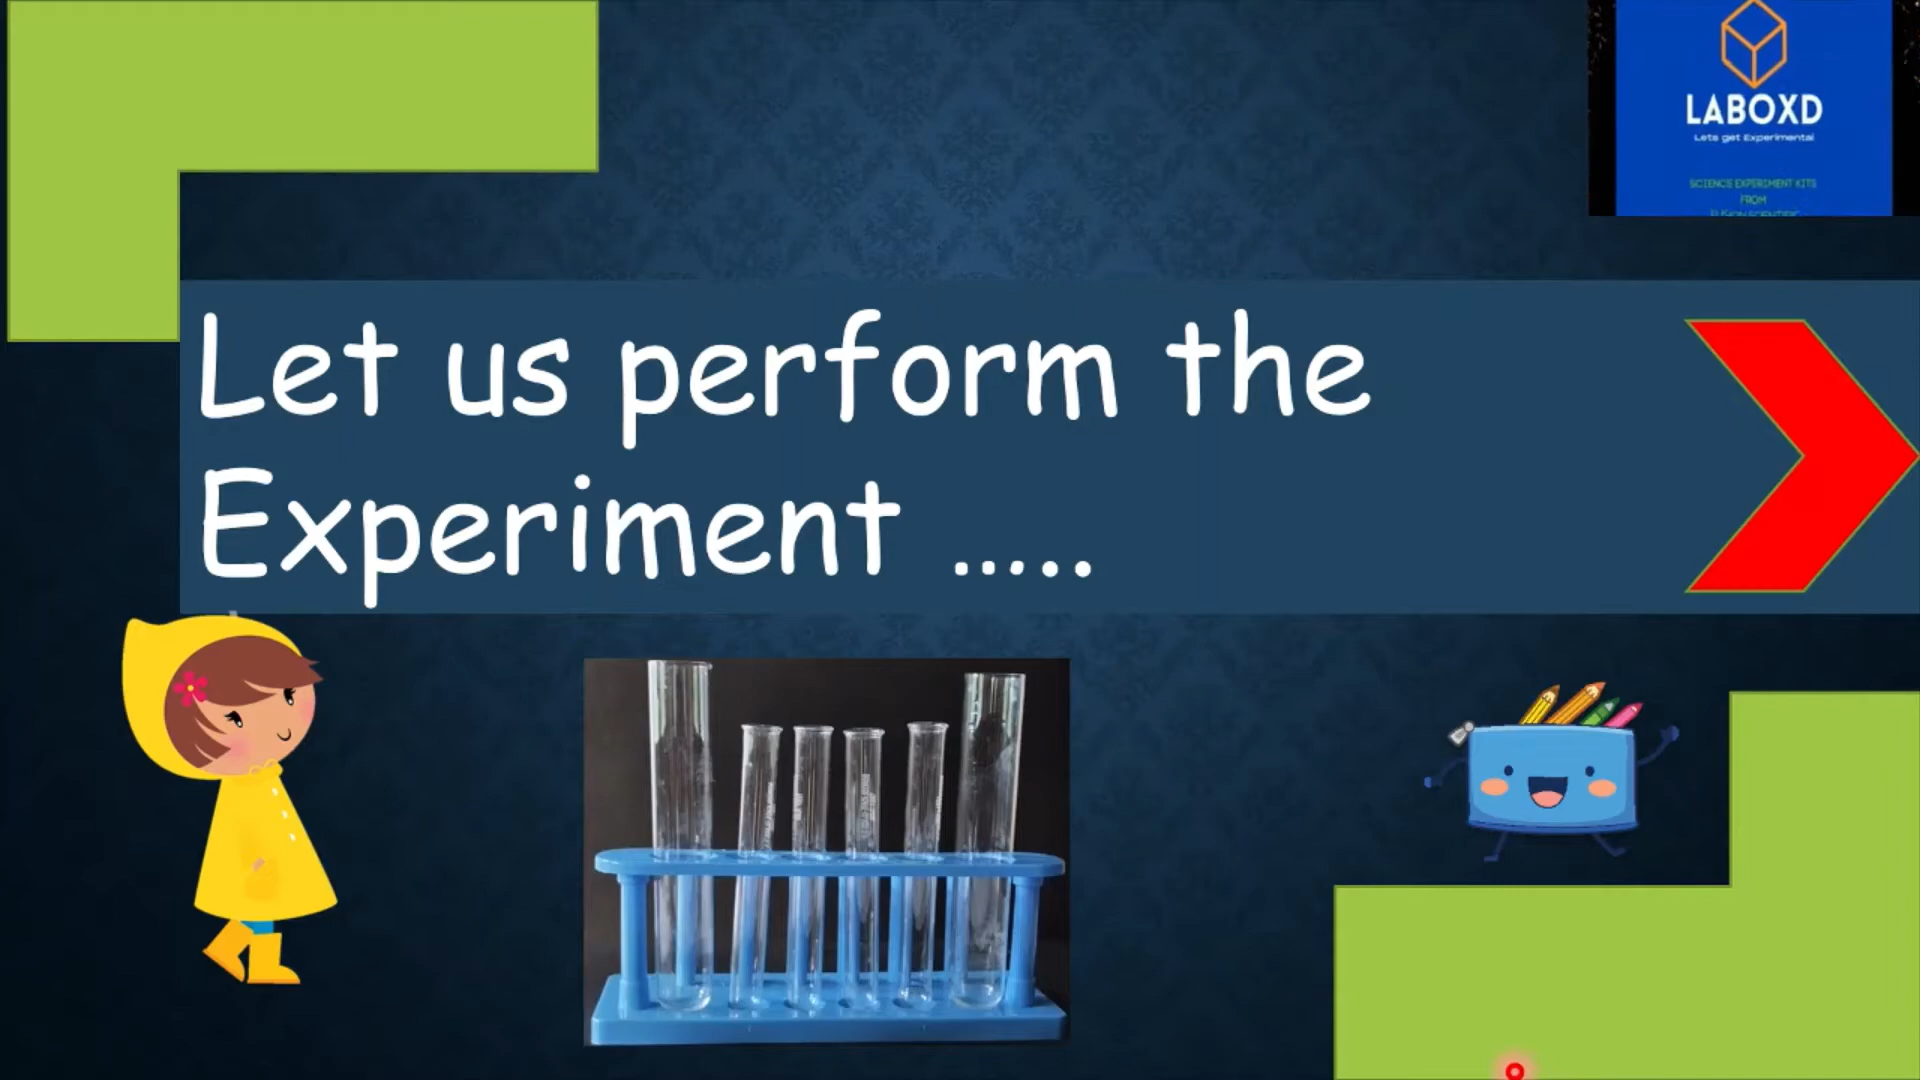 LABOXD
Lets get Experimental
SCIENCE EXPERIMENT KITS
FROM
Let us perform the
Experiment .....